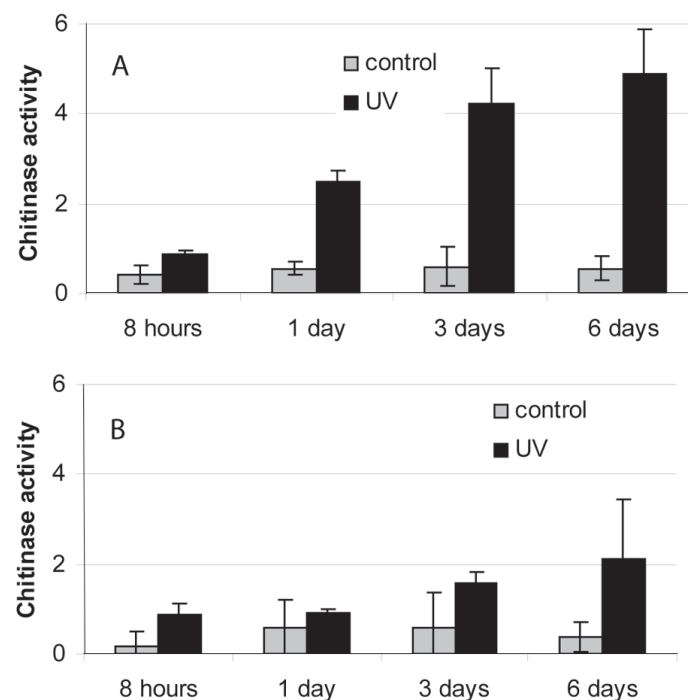 6
A
control
UV
4
Chitinase activity
2
0
8 hours 1 day 3 days 6 days
6
B
control
UV
4
Chitinase activity
2
0
8 hours 1 day 3 days 6 days